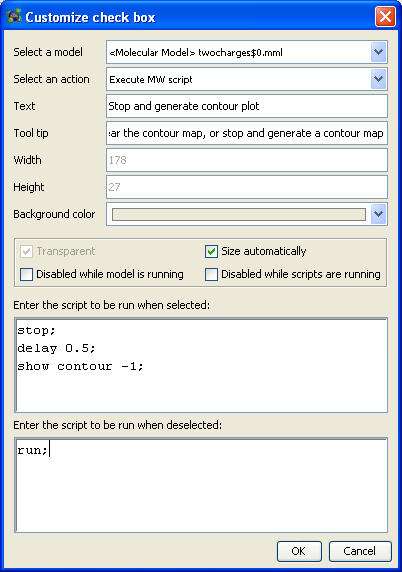 Customize check box
Select a model <Molecular Model> twocharges$0.mml
Select an action Execute MW script
Text Stop and generate contour plot
Tool tip ear the contour map, or stop and generate a contour map
Width 178
Height 27
Background color
Transparent Size automatically
Disabled while model is running Disabled while scripts are running
Enter the script to be run when selected:
stop;
delay 0.5;
show contour -1;
Enter the script to be run when deselected:
run;
OK Cancel